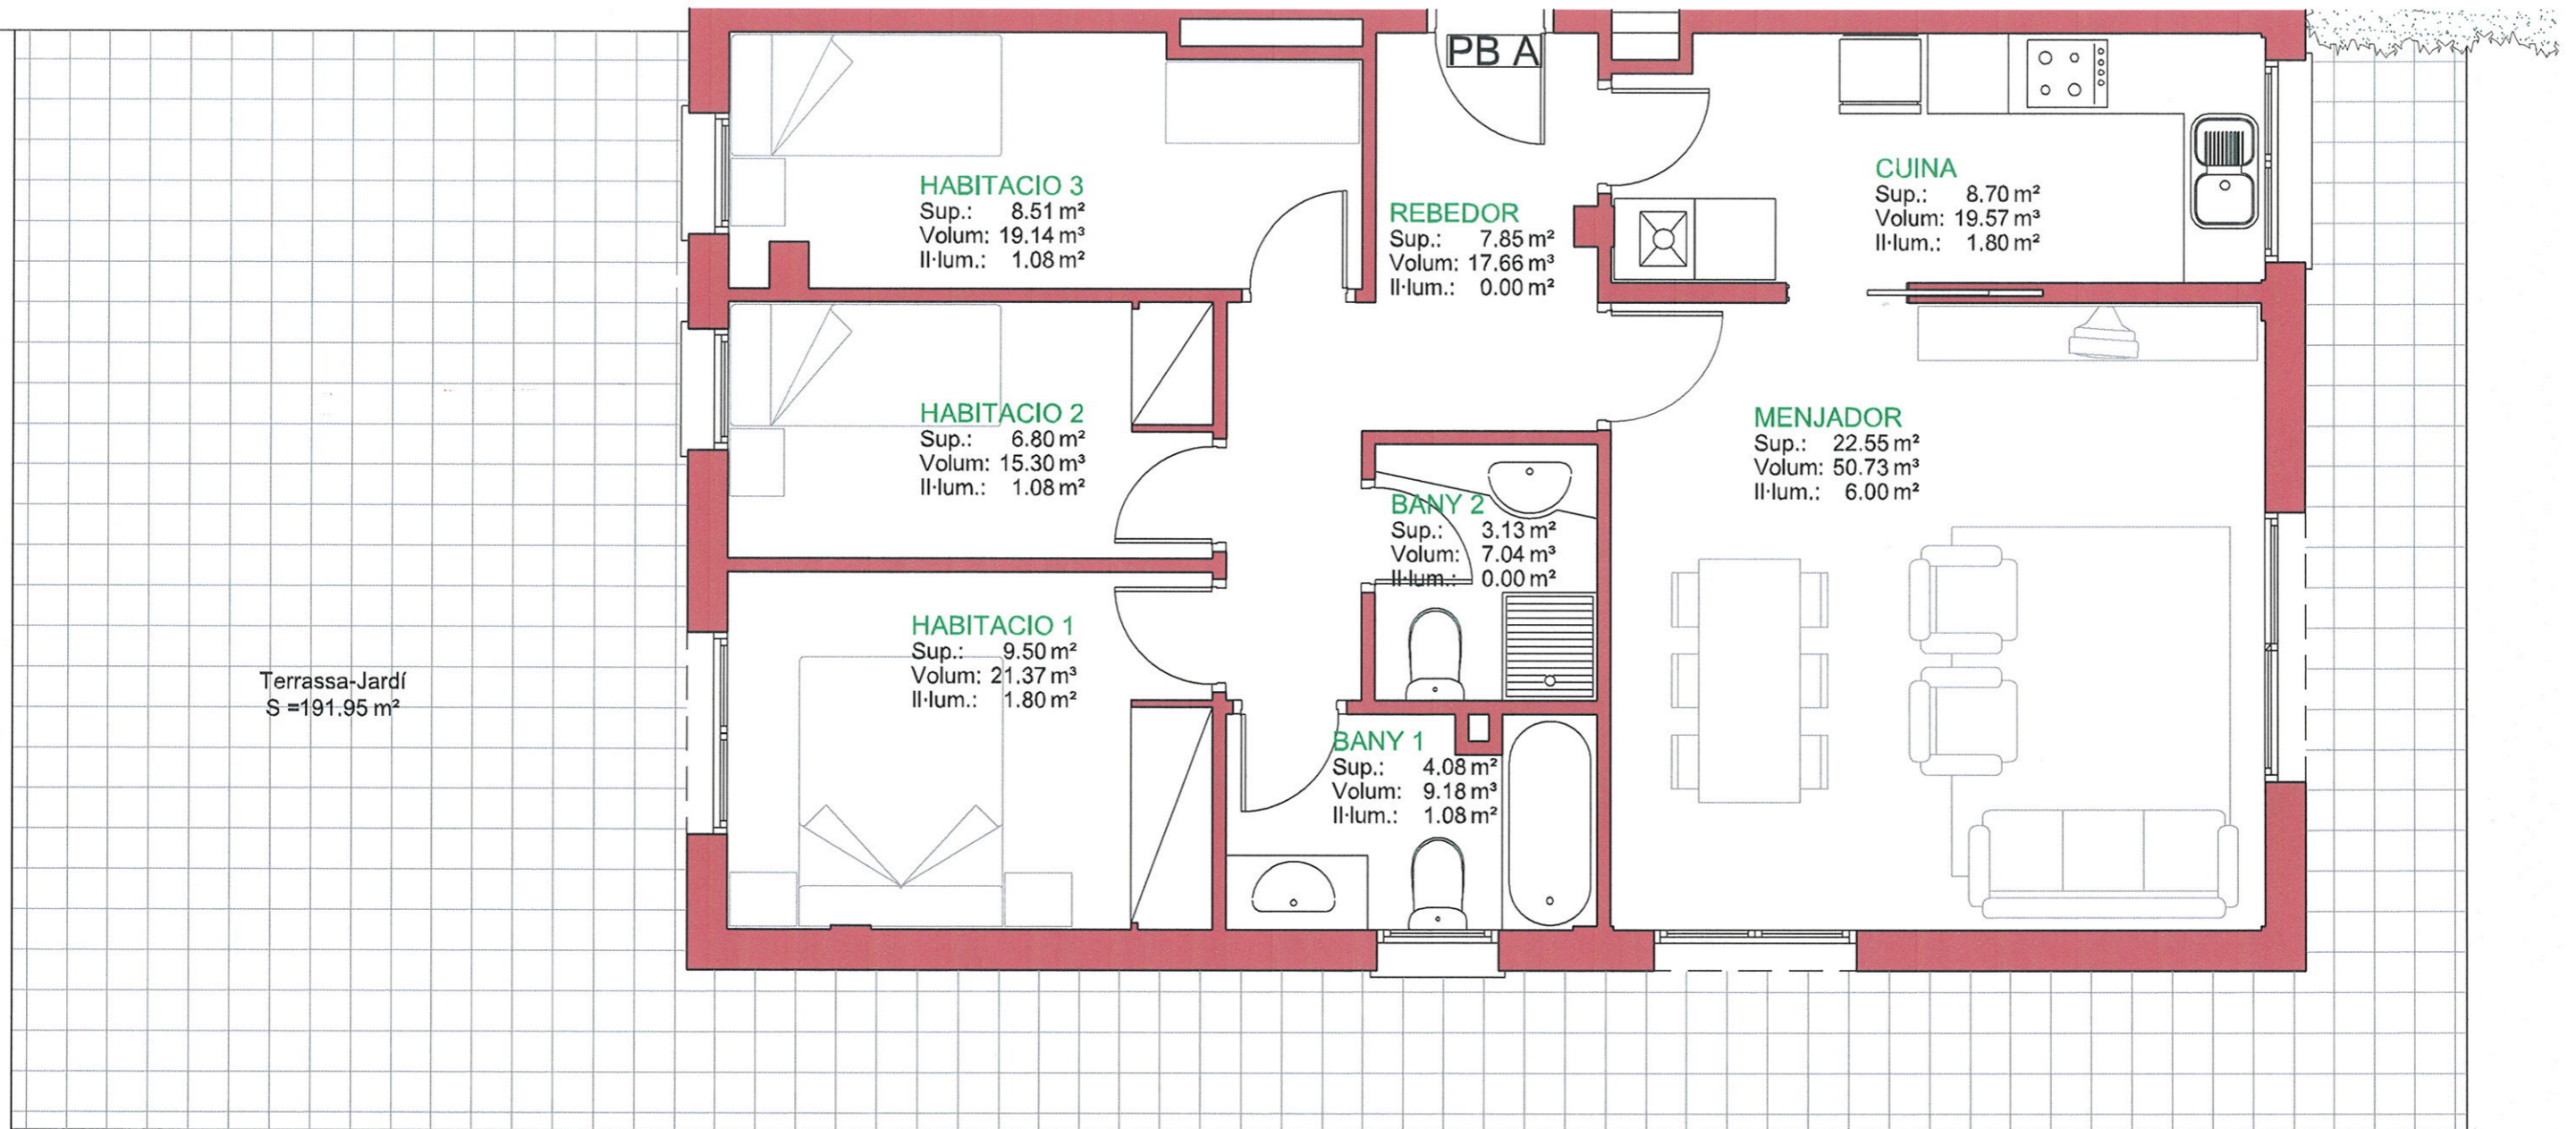 PB A
HABITACIO 3
Sup.: 8.51 m²
Volum: 19.14 m³
Il·lum.: 1.08 m²
REBEDOR
Sup.: 7.85 m²
Volum: 17.66 m³
Il·lum.: 0.00 m²
CUINA
Sup.: 8.70 m²
Volum: 19.57 m³
Il·lum.: 1.80 m²
HABITACIO 2
Sup.: 6.80 m²
Volum: 15.30 m³
Il·lum.: 1.08 m²
MENJADOR
Sup.: 22.55 m²
Volum: 50.73 m³
Il·lum.: 6.00 m²
BANY 2
Sup.: 3.13 m²
Volum: 7.04 m³
Il·lum.: 0.00 m²
HABITACIO 1
Sup.: 9.50 m²
Volum: 21.37 m³
Il·lum.: 1.80 m²
Terrassa-Jardí
S =191.95 m²
BANY 1
Sup.: 4.08 m²
Volum: 9.18 m³
Il·lum.: 1.08 m²